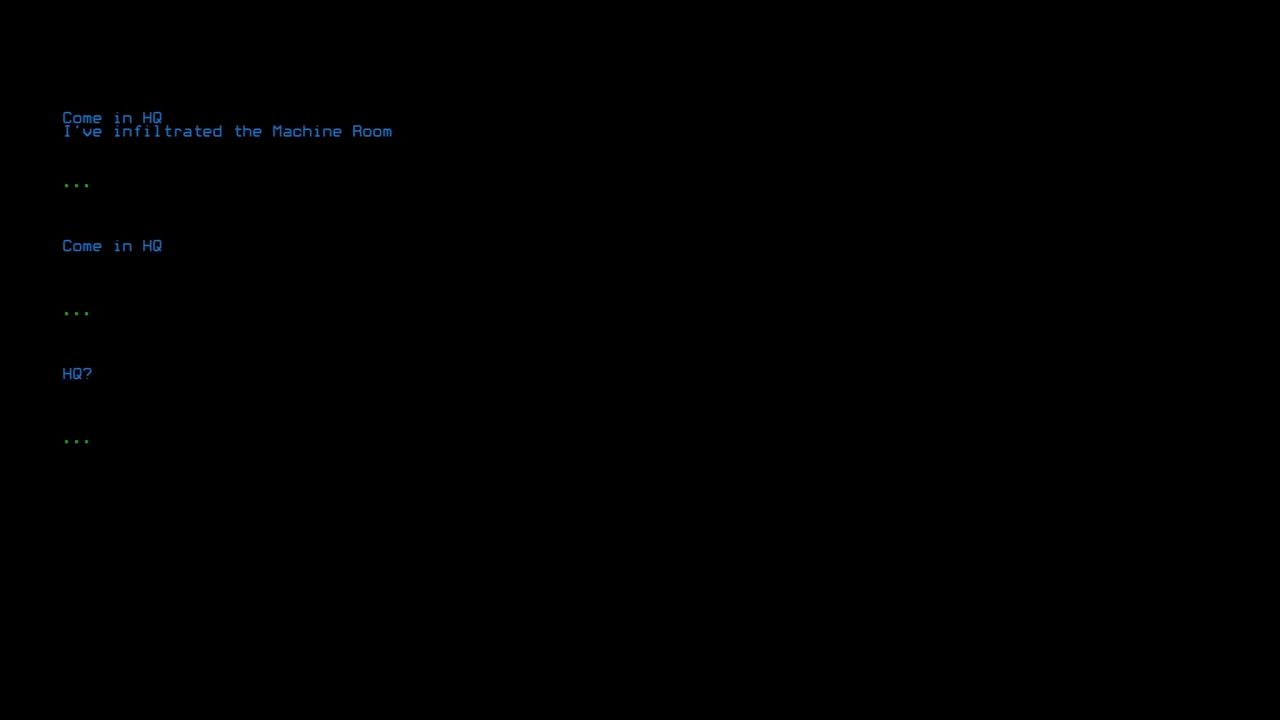 Come in HQ
I've infiltrated the Machine Room
...
Come in HQ
...
HQ?
...